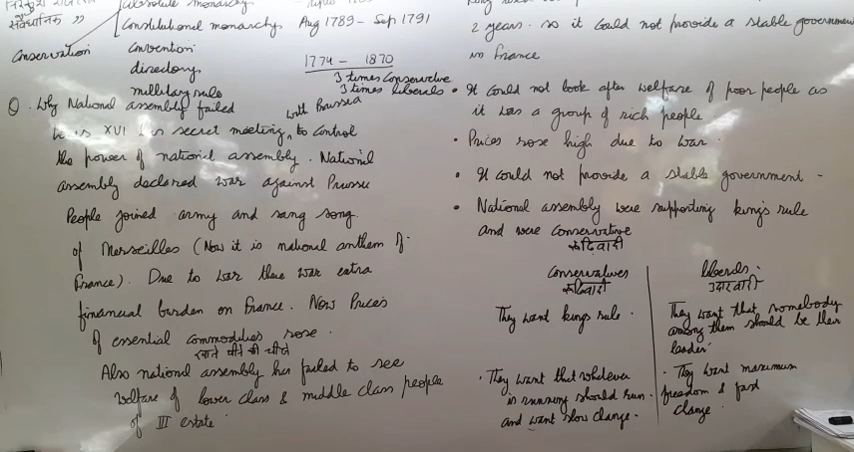 absolute monarchy
संवैधानिक "
Constitutional monarchy Aug 1789 - Sep 1791
Conservation
Convention
directory
military rule
1774 - 1870
3 times Conservative
3 times liberals
Q. Why National assembly failed
with Prussea
XVI secret meeting to control
the power of national assembly. National
assembly declared war against Prusse
People joined army and sang song
of Merseilles (Now it is national anthem of
France). Due to war there war extra
financial burden on France. Now Prices
of essential commodities rose.
खाने पीने की चीजें
Also national assembly has failed to see
welfare of lower class & middle class people
of III estate.
2 years. so it could not provide a stable government
in France
• It could not look after welfare of poor people as
it was a group of rich people
• Prices rose high due to war.
• It could not provide a stable government -
• National assembly were supporting king's rule
and were conservative
रूढ़िवादी
Conservatives
रूढ़िवादी
They want kings rule.
• They want that whatever
is running should run.
and want slow change.
liberals.
उदारवादी
They want that somebody
among them should be their
leader.
• They want maximum
freedom & fast
change